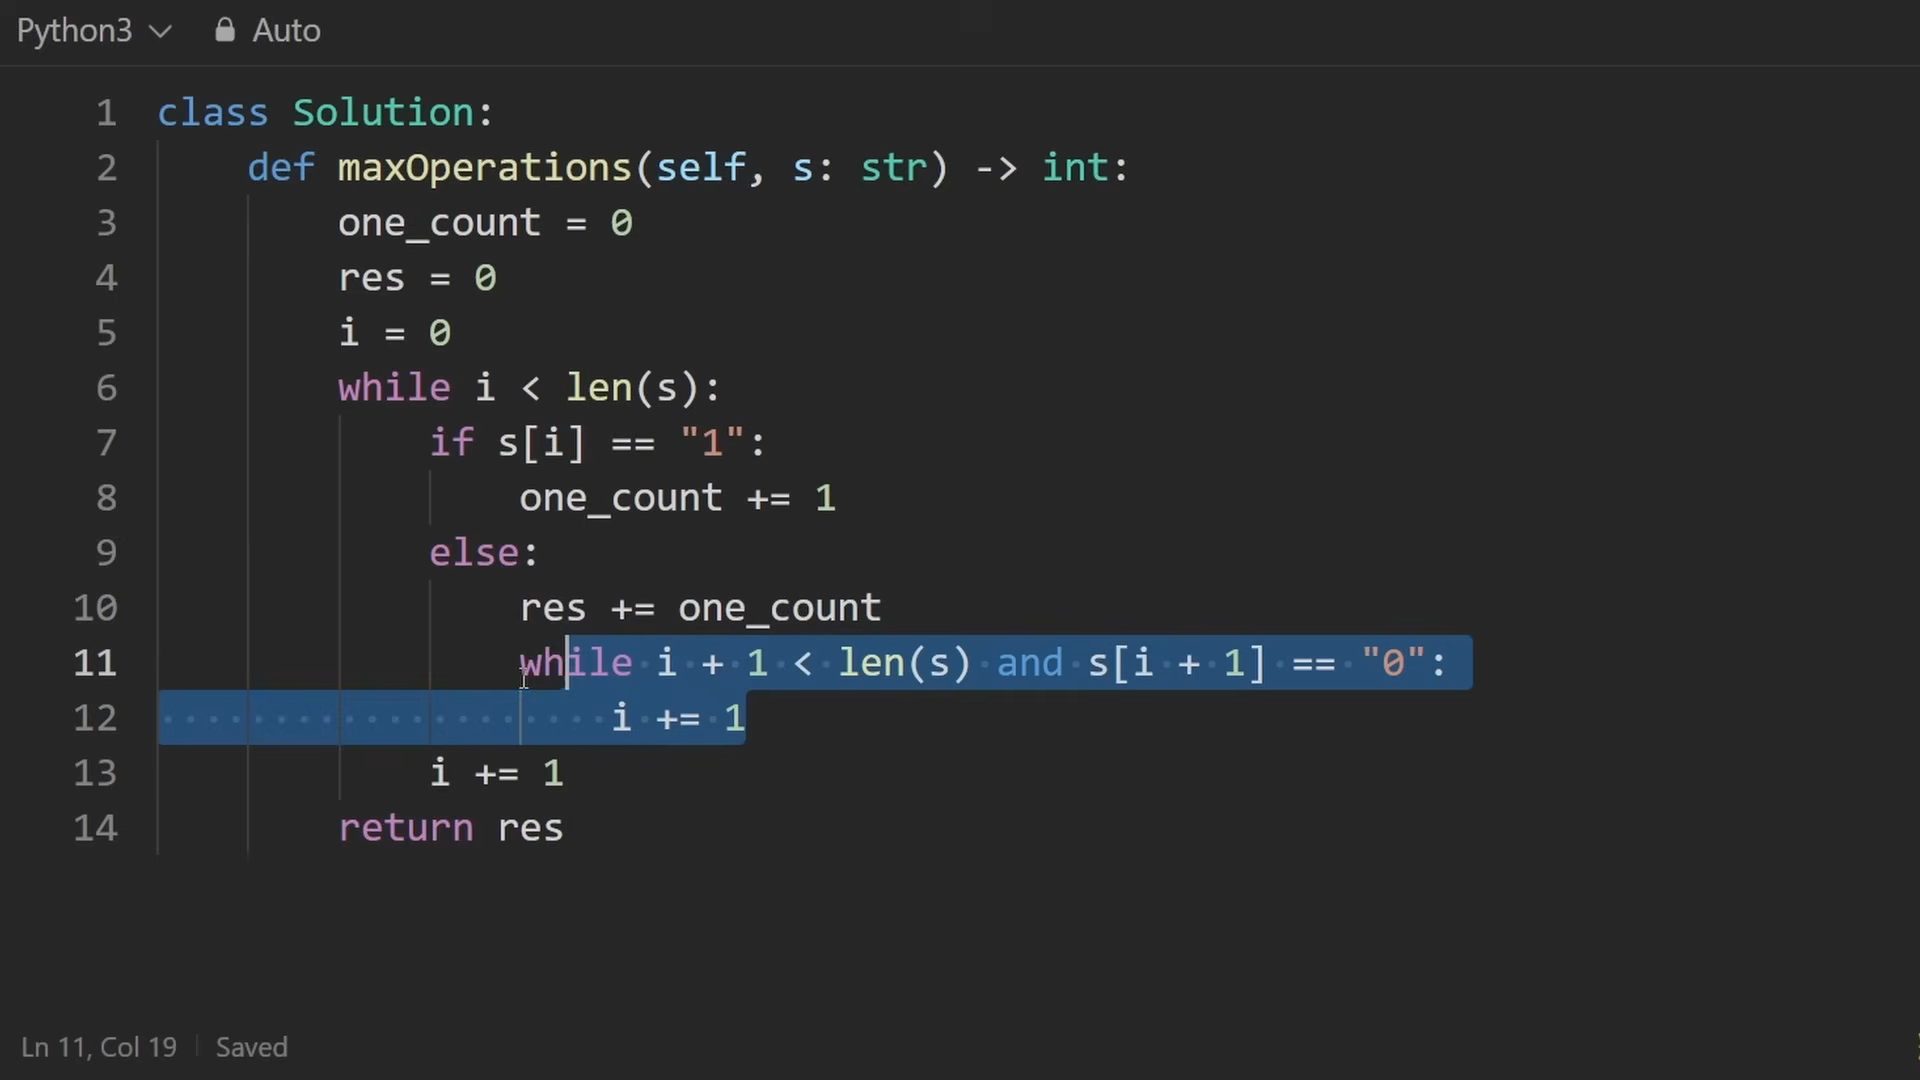 Python3 Auto
1 class Solution:
2 def maxOperations(self, s: str) -> int:
3 one_count = 0
4 res = 0
5 i = 0
6 while i < len(s):
7 if s[i] == "1":
8 one_count += 1
9 else:
10 res += one_count
11 while i + 1 < len(s) and s[i + 1] == "0":
12 i += 1
13 i += 1
14 return res
Ln 11, Col 19 Saved